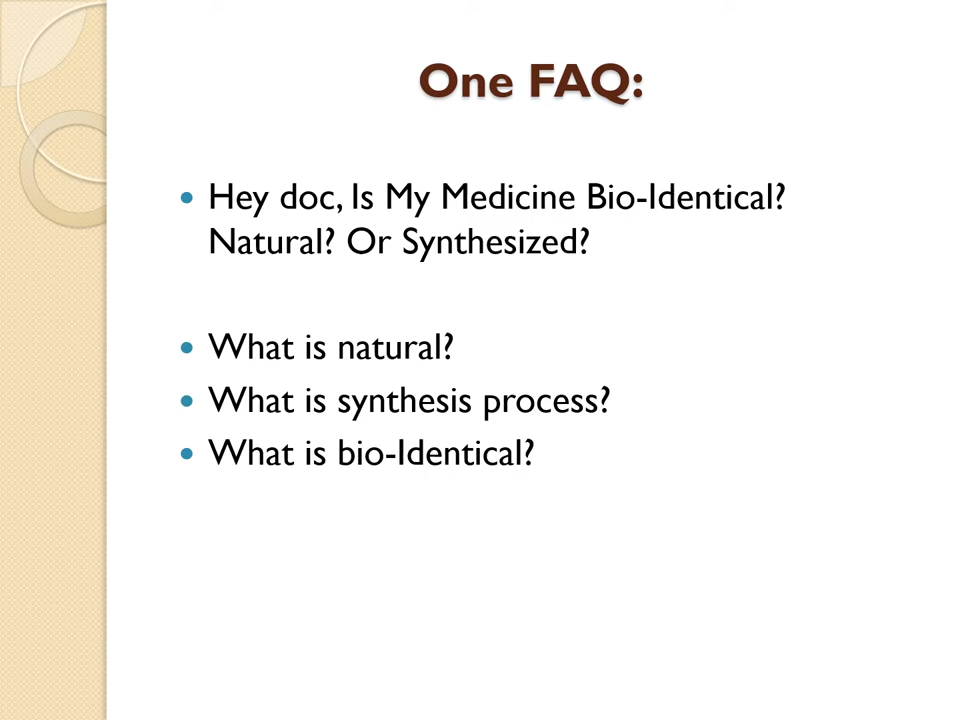 One FAQ:
• Hey doc, Is My Medicine Bio-Identical?
Natural? Or Synthesized?
• What is natural?
• What is synthesis process?
• What is bio-Identical?